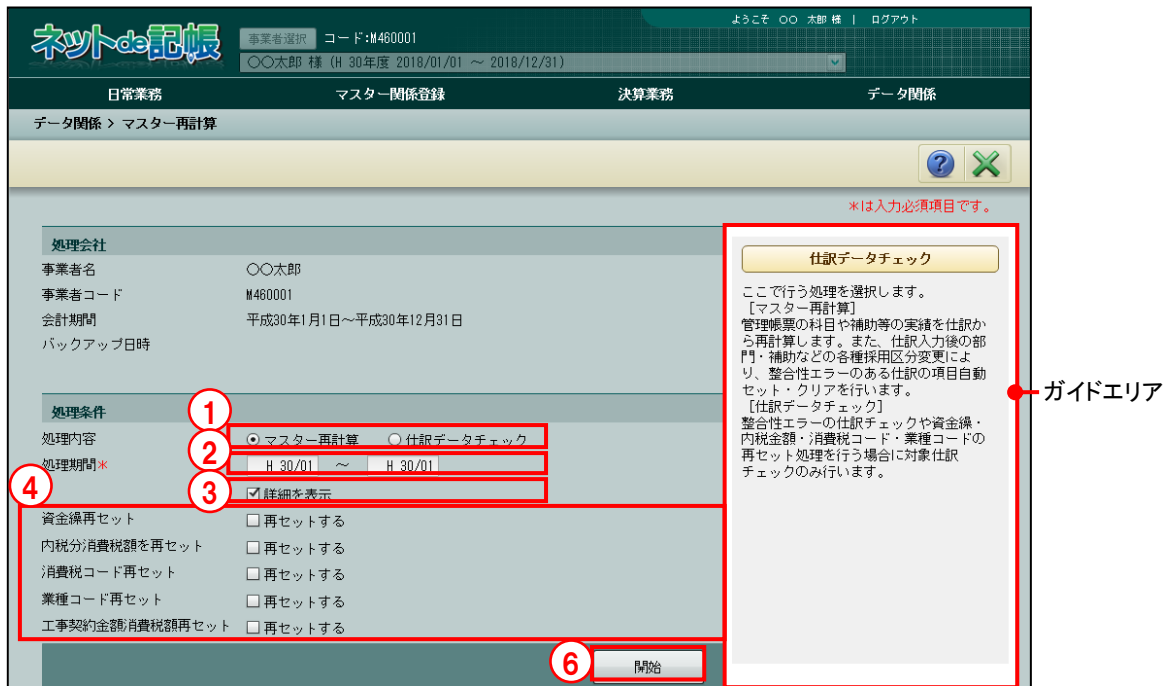 ようこそ 〇〇 太郎 様 | ログアウト
ネットde記帳
事業者選択 コード:M460001
〇〇太郎 様 (H 30年度 2018/01/01 ～ 2018/12/31)
日常業務 マスター関係登録 決算業務 データ関係
データ関係 > マスター再計算
?
*は入力必須項目です。
処理会社
事業者名 〇〇太郎
事業者コード M460001
会計期間 平成30年1月1日～平成30年12月31日
バックアップ日時
処理条件
①
処理内容 マスター再計算 仕訳データチェック
②
処理期間* H 30/01 ～ H 30/01
③
詳細を表示
④
資金繰再セット 再セットする
内税分消費税額を再セット 再セットする
消費税コード再セット 再セットする
業種コード再セット 再セットする
工事契約金額消費税額再セット 再セットする
⑥
開始
仕訳データチェック
ここで行う処理を選択します。
[マスター再計算]
管理帳票の科目や補助等の実績を仕訳か
ら再計算します。また、仕訳入力後の部
門・補助などの各種採用区分変更によ
り、整合性エラーのある仕訳の項目自動
セット・クリアを行います。
[仕訳データチェック]
整合性エラーの仕訳チェックや資金繰・
内税金額・消費税コード・業種コードの
再セット処理を行う場合に対象仕訳
チェックのみ行います。
ガイドエリア